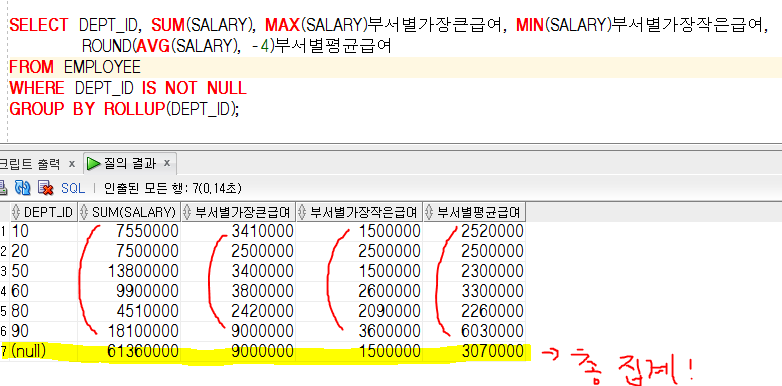 SELECT DEPT_ID, SUM(SALARY), MAX(SALARY)부서별가장큰급여, MIN(SALARY)부서별가장작은급여,
ROUND(AVG(SALARY), -4)부서별평균급여
FROM EMPLOYEE
WHERE DEPT_ID IS NOT NULL
GROUP BY ROLLUP(DEPT_ID);
크립트 출력 x 질의 결과 x
SQL | 인출된 모든 행: 7(0,14초)
DEPT_ID SUM(SALARY) 부서별가장큰급여 부서별가장작은급여 부서별평균급여
1 10 7550000 3410000 1500000 2520000
2 20 7500000 2500000 2500000 2500000
3 50 13800000 3400000 1500000 2300000
4 60 9900000 3800000 2600000 3300000
5 80 4510000 2420000 2090000 2260000
6 90 18100000 9000000 3600000 6030000
7 (null) 61360000 9000000 1500000 3070000 → 총 집계!